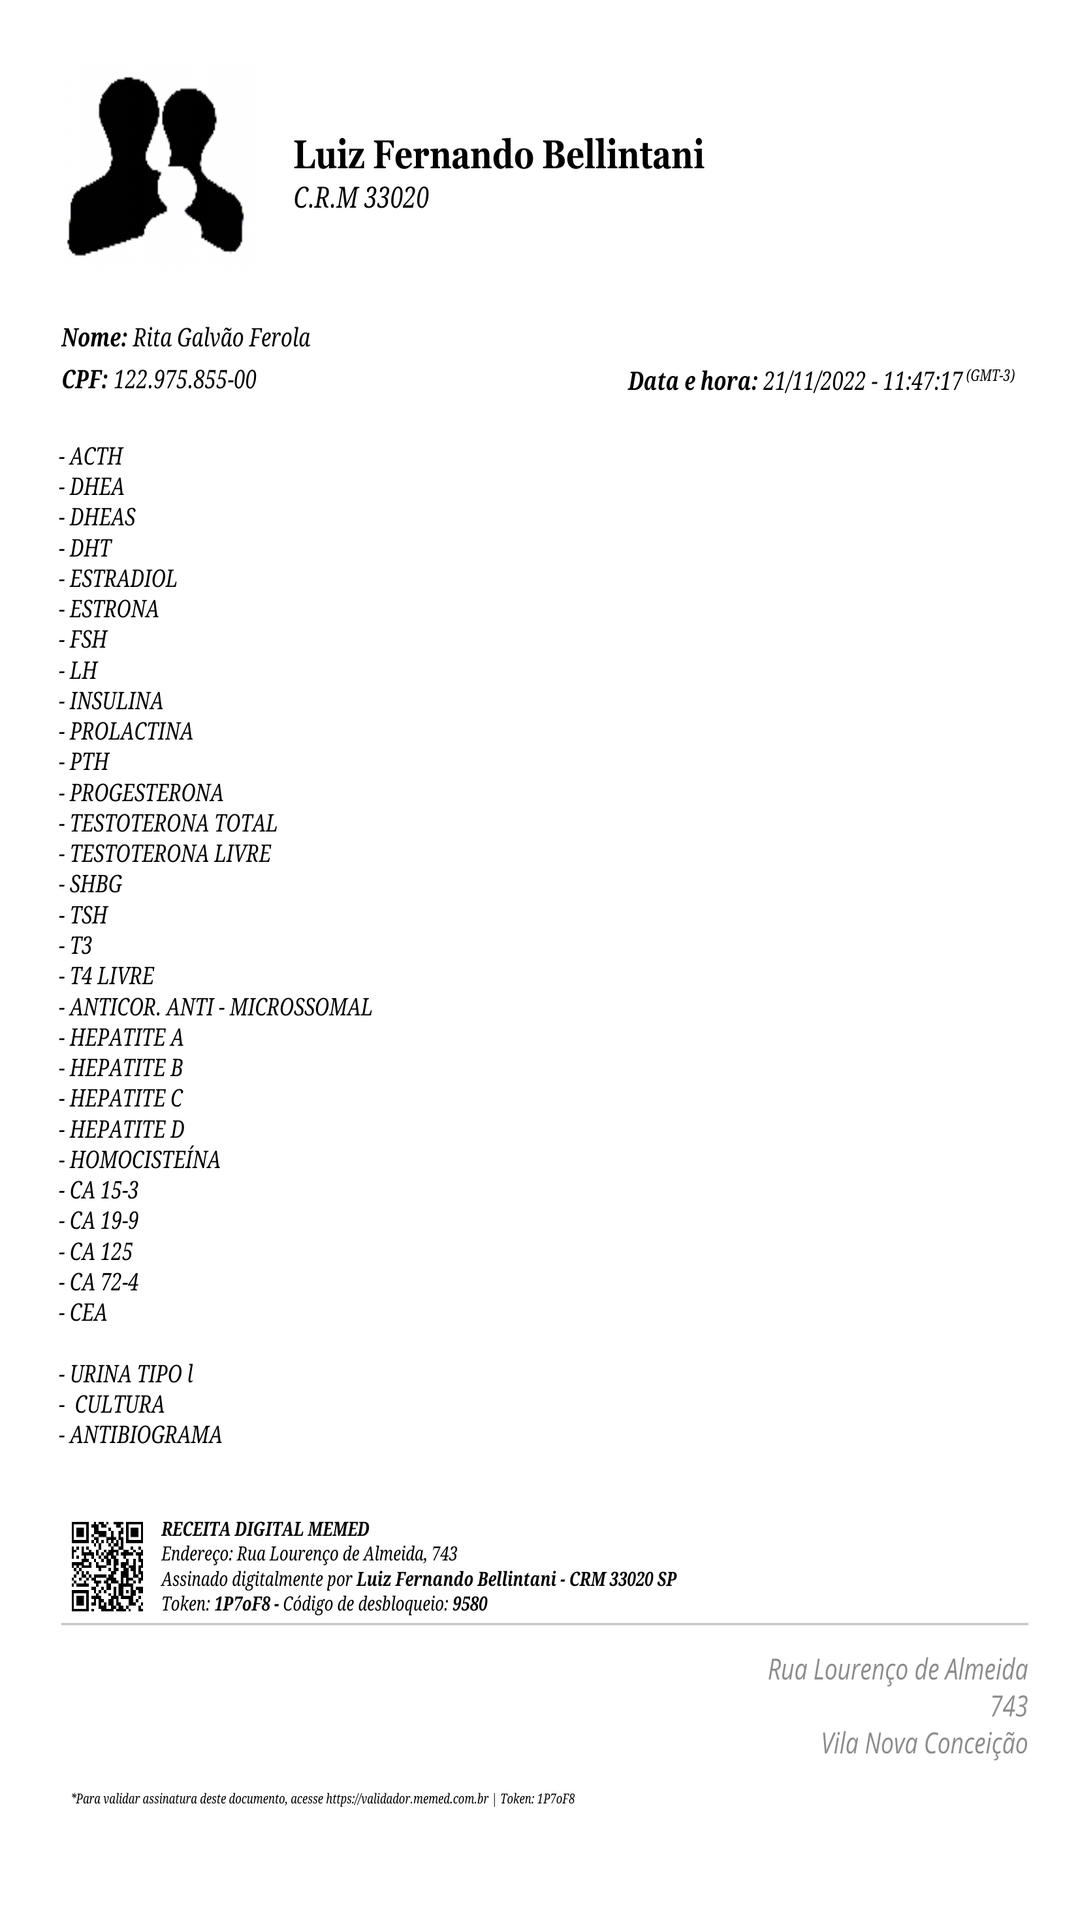 Luiz Fernando Bellintani
C.R.M 33020
Nome: Rita Galvão Ferola
CPF: 122.975.855-00
Data e hora: 21/11/2022 - 11:47:17 (GMT-3)
- ACTH
- DHEA
- DHEAS
- DHT
- ESTRADIOL
- ESTRONA
- FSH
- LH
- INSULINA
- PROLACTINA
- PTH
- PROGESTERONA
- TESTOTERONA TOTAL
- TESTOTERONA LIVRE
- SHBG
- TSH
- T3
- T4 LIVRE
- ANTICOR. ANTI - MICROSSOMAL
- HEPATITE A
- HEPATITE B
- HEPATITE C
- HEPATITE D
- HOMOCISTEÍNA
- CA 15-3
- CA 19-9
- CA 125
- CA 72-4
- CEA
- URINA TIPO l
- CULTURA
- ANTIBIOGRAMA
RECEITA DIGITAL MEMED
Endereço: Rua Lourenço de Almeida, 743
Assinado digitalmente por Luiz Fernando Bellintani - CRM 33020 SP
Token: 1P7oF8 - Código de desbloqueio: 9580
Rua Lourenço de Almeida
743
Vila Nova Conceição
*Para validar assinatura deste documento, acesse https://validador.memed.com.br | Token: 1P7oF8